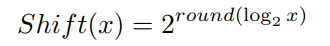 $Shift(x) = 2^{round(\log_2 x)}$